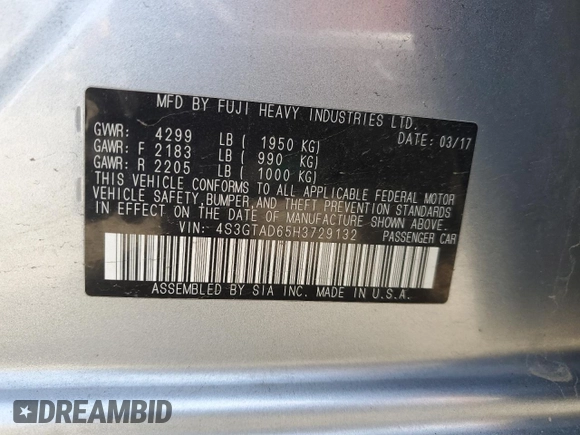 MFD BY FUJI HEAVY INDUSTRIES LTD.
GVWR: 4299 LB ( 1950 KG) DATE: 03/17
GAWR: F 2183 LB ( 990 KG)
GAWR: R 2205 LB ( 1000 KG)
THIS VEHICLE CONFORMS TO ALL APPLICABLE FEDERAL MOTOR
VEHICLE SAFETY, BUMPER, AND THEFT PREVENTION STANDARDS
IN EFFECT ON THE DATE OF MANUFACTURE SHOWN ABOVE.
VIN: 4S3GTAD65H3729132 PASSENGER CAR
ASSEMBLED BY SIA INC. MADE IN U.S.A.
DREAMBID